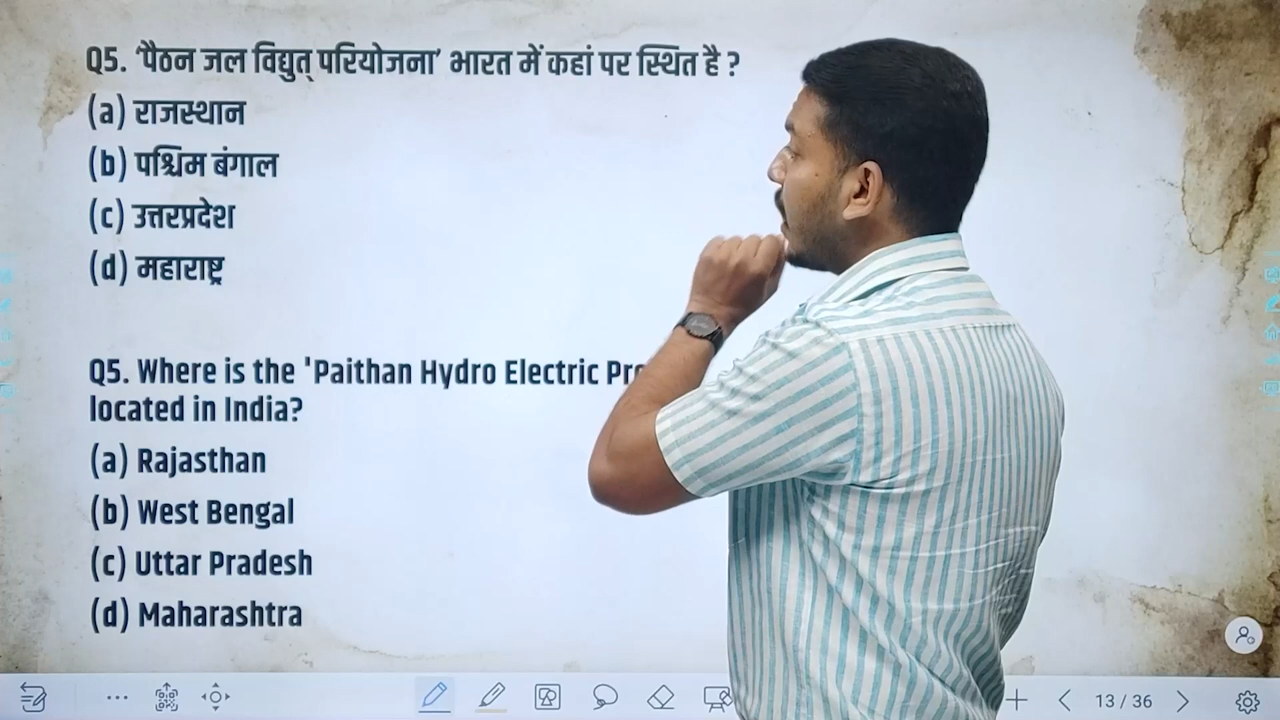 Q5. 'पैठन जल विद्युत् परियोजना' भारत में कहां पर स्थित है ?
(a) राजस्थान
(b) पश्चिम बंगाल
(c) उत्तरप्रदेश
(d) महाराष्ट्र
Q5. Where is the 'Paithan Hydro Electric
located in India?
(a) Rajasthan
(b) West Bengal
(c) Uttar Pradesh
(d) Maharashtra
13 / 36